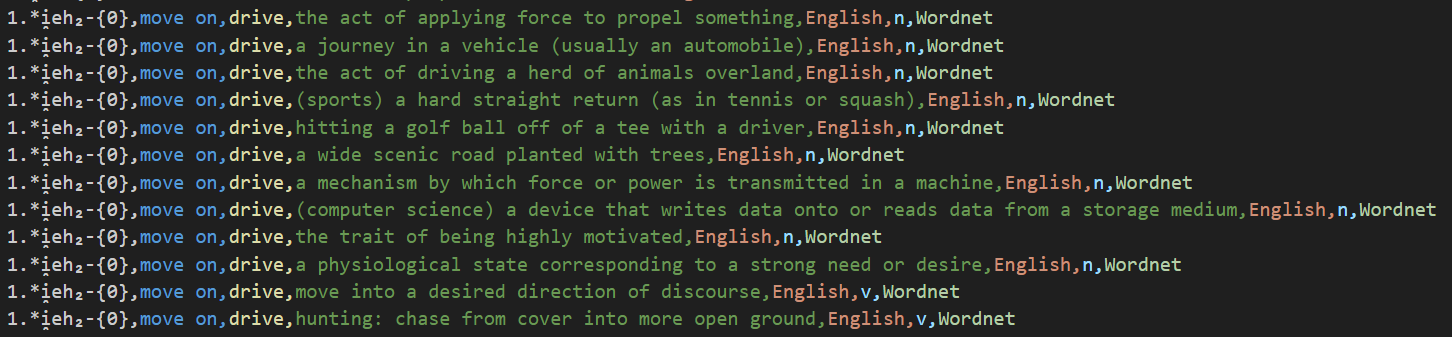 1.*i̯eh₂-{0},move on,drive,the act of applying force to propel something,English,n,Wordnet
1.*i̯eh₂-{0},move on,drive,a journey in a vehicle (usually an automobile),English,n,Wordnet
1.*i̯eh₂-{0},move on,drive,the act of driving a herd of animals overland,English,n,Wordnet
1.*i̯eh₂-{0},move on,drive,(sports) a hard straight return (as in tennis or squash),English,n,Wordnet
1.*i̯eh₂-{0},move on,drive,hitting a golf ball off of a tee with a driver,English,n,Wordnet
1.*i̯eh₂-{0},move on,drive,a wide scenic road planted with trees,English,n,Wordnet
1.*i̯eh₂-{0},move on,drive,a mechanism by which force or power is transmitted in a machine,English,n,Wordnet
1.*i̯eh₂-{0},move on,drive,(computer science) a device that writes data onto or reads data from a storage medium,English,n,Wordnet
1.*i̯eh₂-{0},move on,drive,the trait of being highly motivated,English,n,Wordnet
1.*i̯eh₂-{0},move on,drive,a physiological state corresponding to a strong need or desire,English,n,Wordnet
1.*i̯eh₂-{0},move on,drive,move into a desired direction of discourse,English,v,Wordnet
1.*i̯eh₂-{0},move on,drive,hunting: chase from cover into more open ground,English,v,Wordnet